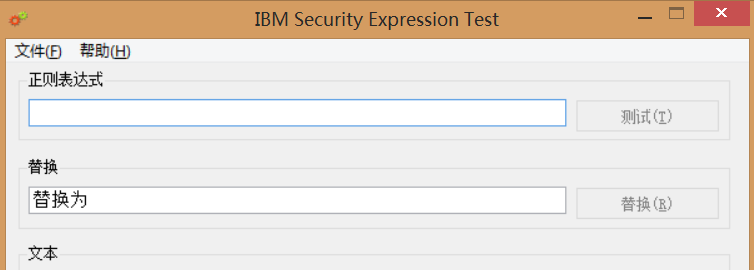 IBM Security Expression Test
文件(F) 帮助(H)
正则表达式
测试(T)
替换
替换为 替换(R)
文本